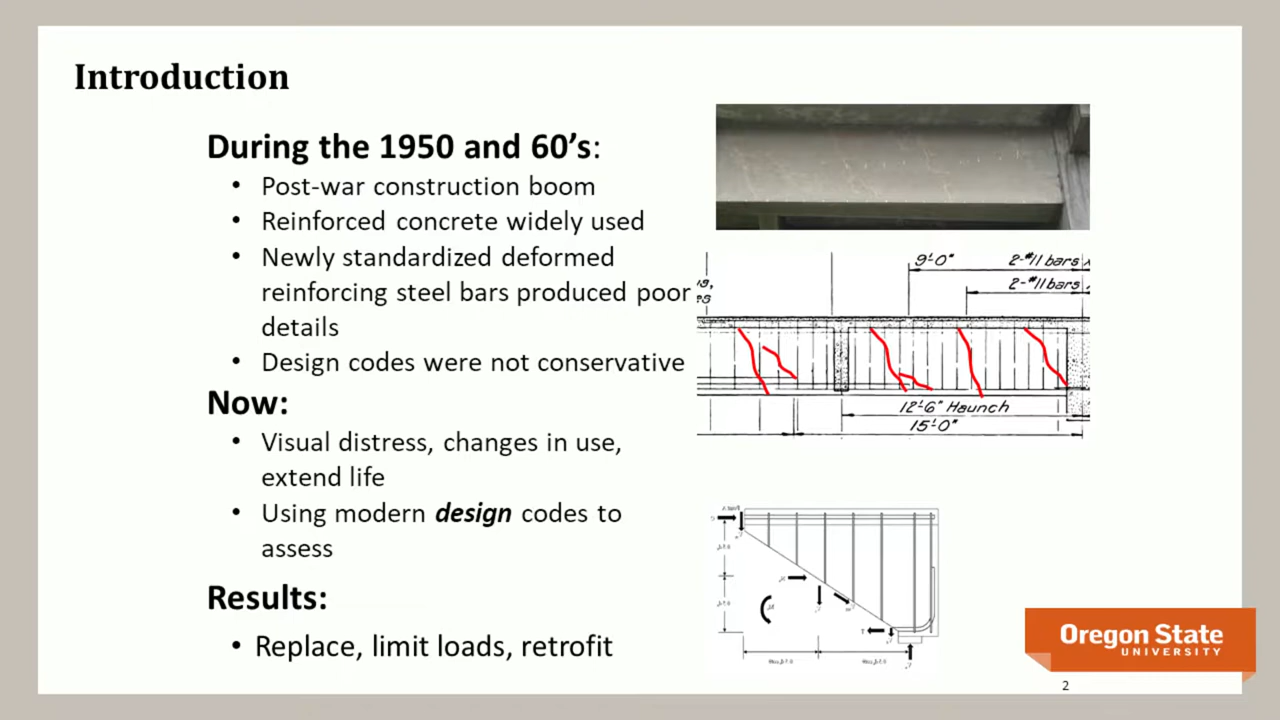 Introduction
During the 1950 and 60’s:
• Post-war construction boom
• Reinforced concrete widely used
• Newly standardized deformed
reinforcing steel bars produced poor
details
• Design codes were not conservative
Now:
• Visual distress, changes in use,
extend life
• Using modern design codes to
assess
Results:
• Replace, limit loads, retrofit
9'-0" 2-#11 bars
2-#11 bars
12'-6" Haunch
15'-0"
Oregon State
UNIVERSITY
2